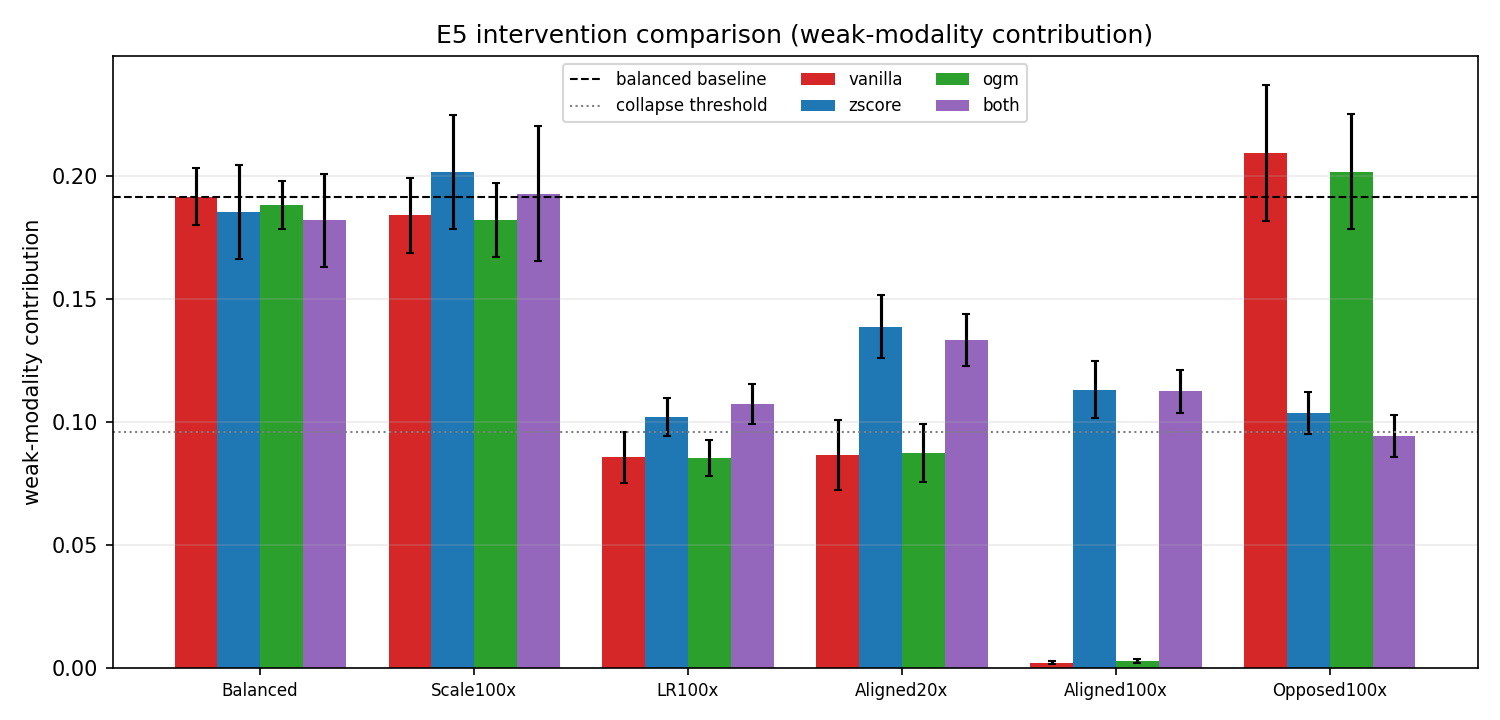 E5 intervention comparison (weak-modality contribution)
balanced baseline
collapse threshold
vanilla
zscore
ogm
both
weak-modality contribution
0.20
0.15
0.10
0.05
0.00
Balanced
Scale100x
LR100x
Aligned20x
Aligned100x
Opposed100x